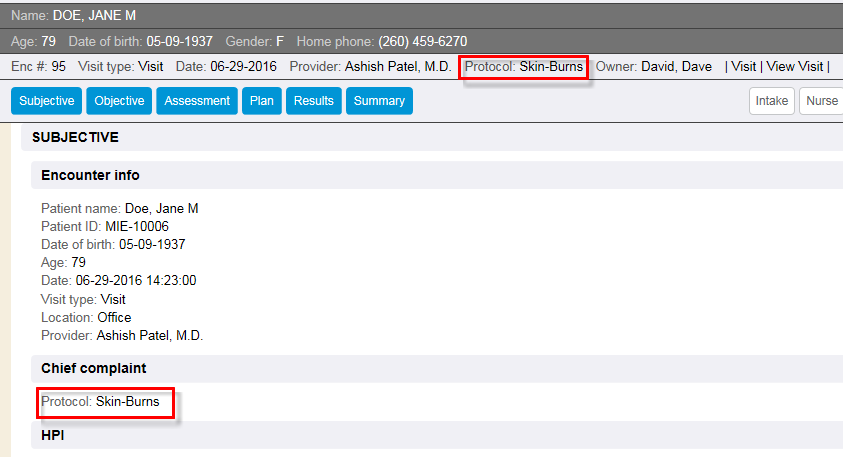 Name: DOE, JANE M
Age: 79 Date of birth: 05-09-1937 Gender: F Home phone: (260) 459-6270
Enc #: 95 Visit type: Visit Date: 06-29-2016 Provider: Ashish Patel, M.D. Protocol: Skin-Burns Owner: David, Dave | Visit | View Visit |
Subjective Objective Assessment Plan Results Summary Intake Nurse
SUBJECTIVE
Encounter info
Patient name: Doe, Jane M
Patient ID: MIE-10006
Date of birth: 05-09-1937
Age: 79
Date: 06-29-2016 14:23:00
Visit type: Visit
Location: Office
Provider: Ashish Patel, M.D.
Chief complaint
Protocol: Skin-Burns
HPI